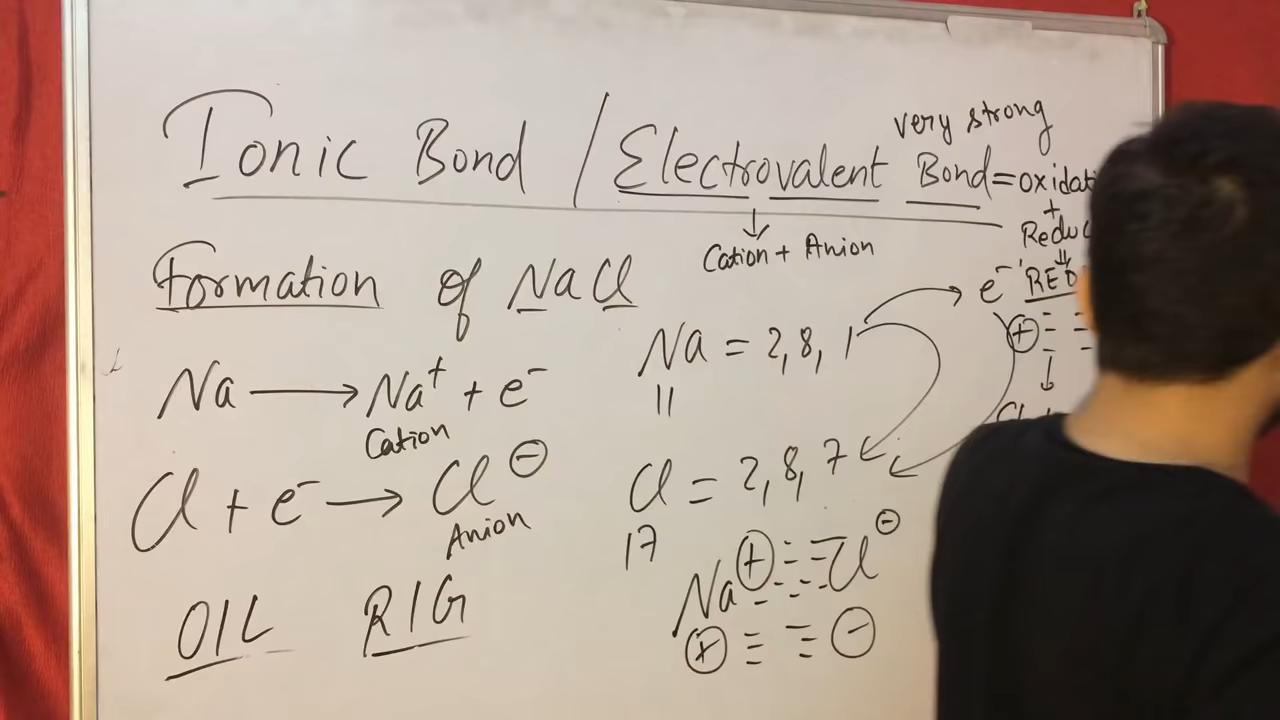 very strong
Ionic Bond / Electrovalent Bond = oxidat
+
Reduc
↓
Cation + Anion
Formation of NaCl
e⁻ RED
Na = 2, 8, 1
11
Na → Na⁺ + e⁻
Cation
Cl = 2, 8, 7
17
Cl + e⁻ → Cl⊖
Anion
Na⊕ Cl⊖
OIL RIG
⊕ ⊖